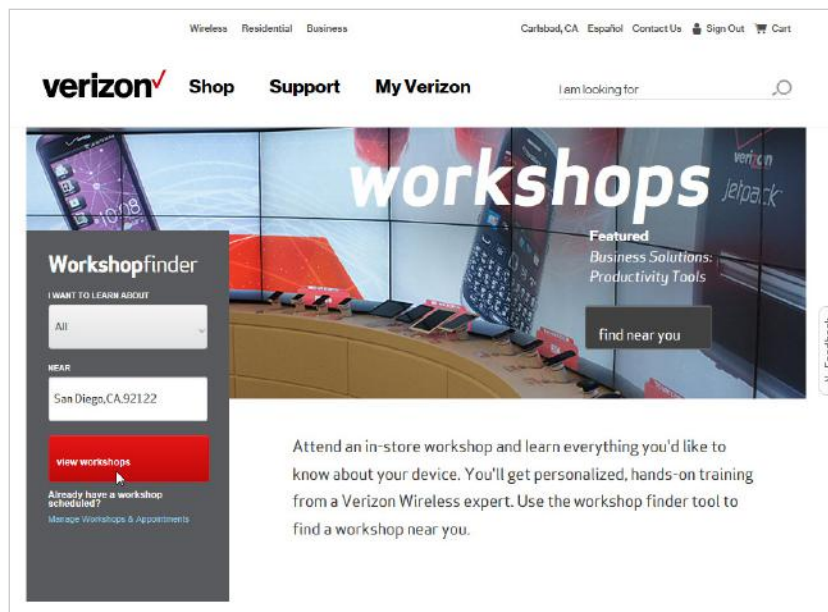 Wireless Residential Business
Carlsbad, CA Español Contact Us Sign Out Cart
verizon Shop Support My Verizon
I am looking for
workshops
verizon
Jetpack
10:08
Featured
Business Solutions:
Productivity Tools
find near you
Workshopfinder
I WANT TO LEARN ABOUT
All
NEAR
San Diego,CA.92122
view workshops
Already have a workshop
scheduled?
Manage Workshops & Appointments
Feedback
Attend an in-store workshop and learn everything you'd like to
know about your device. You'll get personalized, hands-on training
from a Verizon Wireless expert. Use the workshop finder tool to
find a workshop near you.